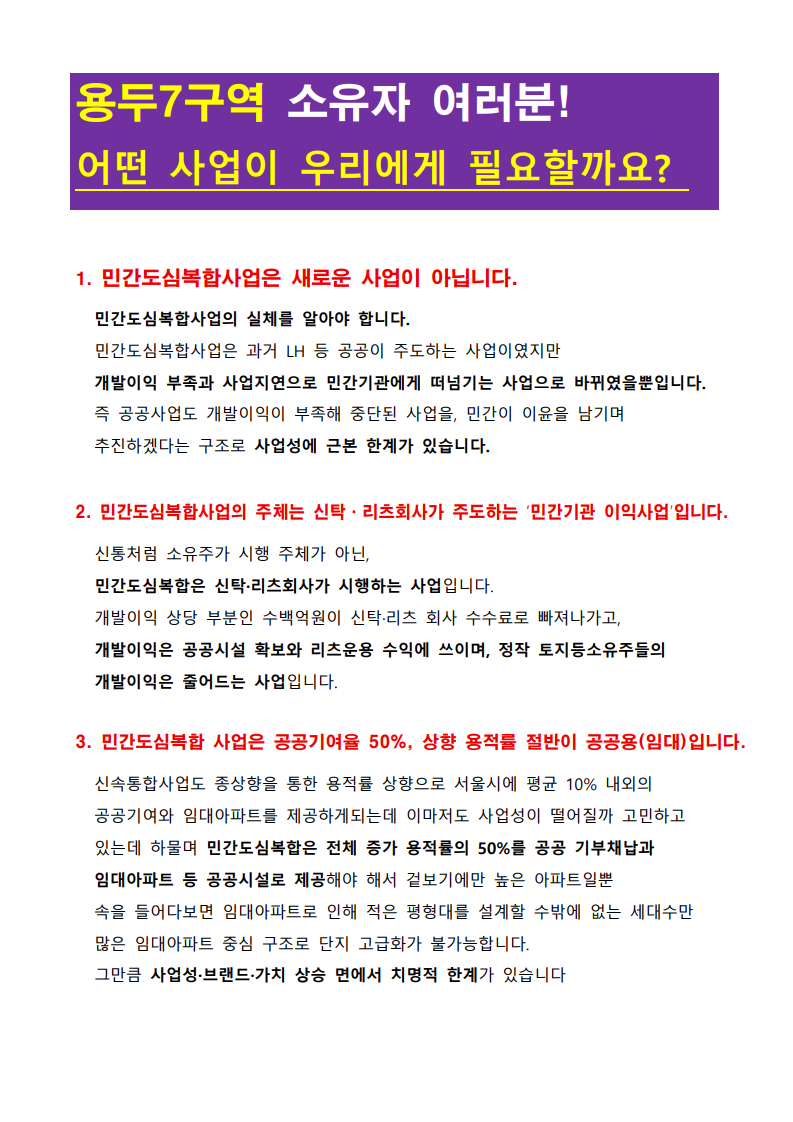 용두7구역 소유자 여러분!
어떤 사업이 우리에게 필요할까요?
1. 민간도심복합사업은 새로운 사업이 아닙니다.
민간도심복합사업의 실체를 알아야 합니다.
민간도심복합사업은 과거 LH 등 공공이 주도하는 사업이였지만
개발이익 부족과 사업지연으로 민간기관에게 떠넘기는 사업으로 바뀌였을뿐입니다.
즉 공공사업도 개발이익이 부족해 중단된 사업을, 민간이 이윤을 남기며
추진하겠다는 구조로 사업성에 근본 한계가 있습니다.
2. 민간도심복합사업의 주체는 신탁·리츠회사가 주도하는 '민간기관 이익사업'입니다.
신통처럼 소유주가 시행 주체가 아닌,
민간도심복합은 신탁·리츠회사가 시행하는 사업입니다.
개발이익 상당 부분인 수백억원이 신탁·리츠 회사 수수료로 빠져나가고,
개발이익은 공공시설 확보와 리츠운용 수익에 쓰이며, 정작 토지등소유주들의
개발이익은 줄어드는 사업입니다.
3. 민간도심복합 사업은 공공기여율 50%, 상향 용적률 절반이 공공용(임대)입니다.
신속통합사업도 종상향을 통한 용적률 상향으로 서울시에 평균 10% 내외의
공공기여와 임대아파트를 제공하게되는데 이마저도 사업성이 떨어질까 고민하고
있는데 하물며 민간도심복합은 전체 증가 용적률의 50%를 공공 기부채납과
임대아파트 등 공공시설로 제공해야 해서 겉보기에만 높은 아파트일뿐
속을 들어다보면 임대아파트로 인해 적은 평형대를 설계할 수밖에 없는 세대수만
많은 임대아파트 중심 구조로 단지 고급화가 불가능합니다.
그만큼 사업성·브랜드·가치 상승 면에서 치명적 한계가 있습니다